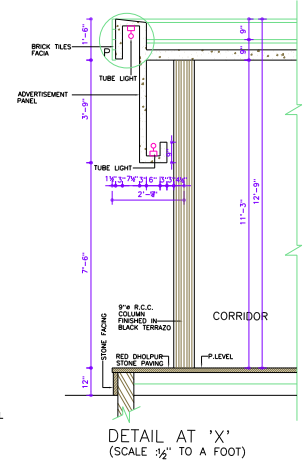 1'-6"
9"
9"
BRICK TILES
FACIA
P
TUBE LIGHT
ADVERTISEMENT
PANEL
3'-9"
TUBE LIGHT
11'-3"
12'-9"
7'-6"
9"ø R.C.C.
COLUMN
FINISHED IN
BLACK TERRAZO
CORRIDOR
STONE FACING
RED DHOLPUR
STONE PAVING
P.LEVEL
12"
DETAIL AT 'X'
(SCALE :½" TO A FOOT)